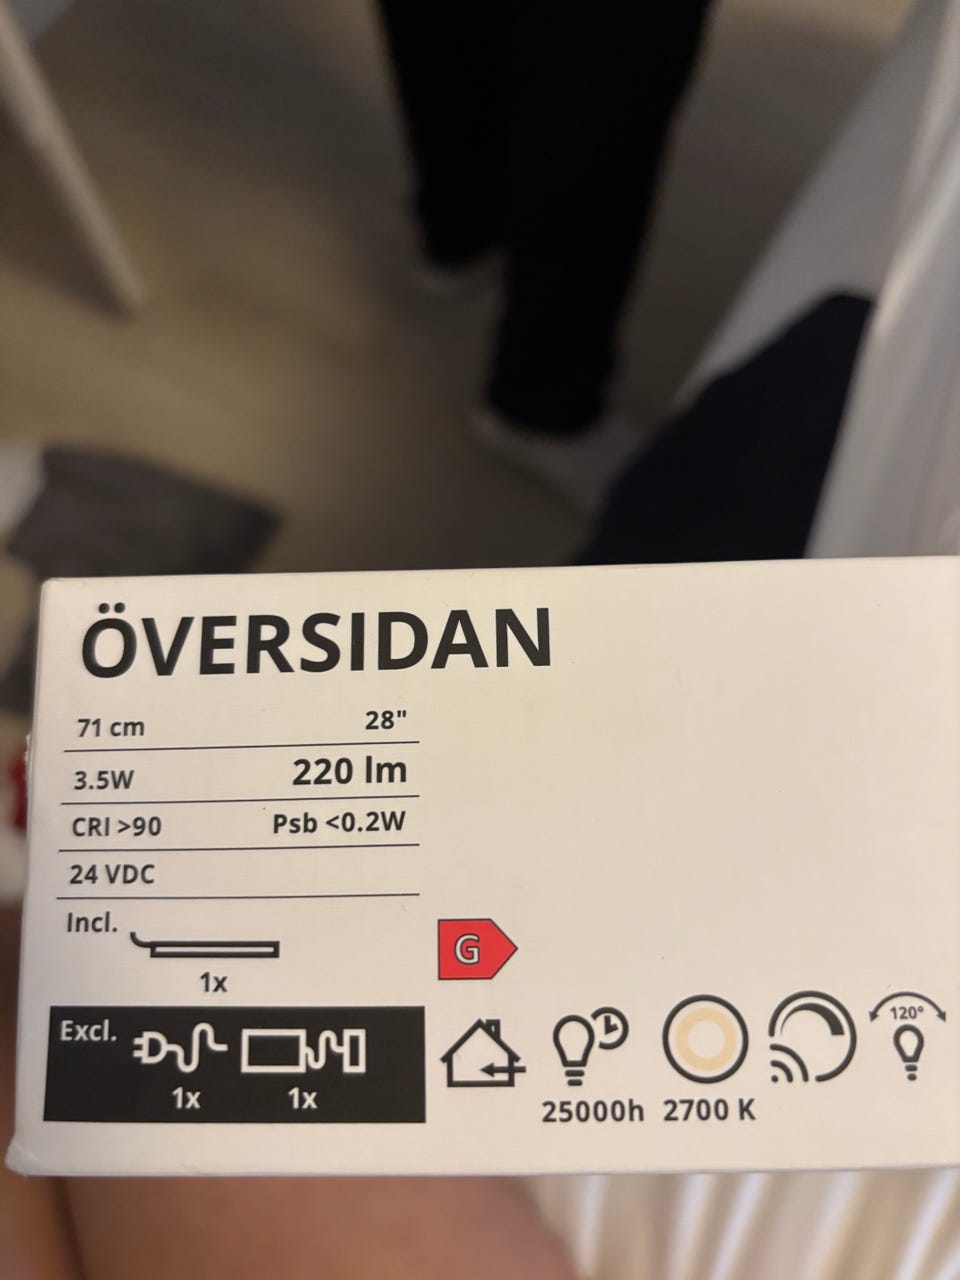 ÖVERSIDAN
71 cm 28"
3.5W 220 lm
CRI >90 Psb <0.2W
24 VDC
Incl.
1x
G
Excl.
1x 1x
120°
25000h 2700 K